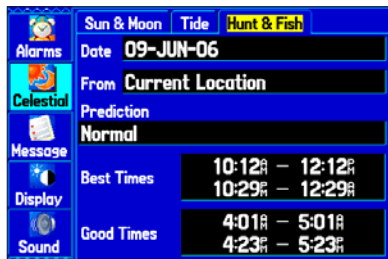 Sun & Moon Tide Hunt & Fish
Alarms
Date 09-JUN-06
From Current Location
Celestial
Prediction
Normal
Message
Best Times
10:12A – 12:12P
10:29P – 12:29A
Display
Good Times
4:01A – 5:01A
4:23P – 5:23P
Sound